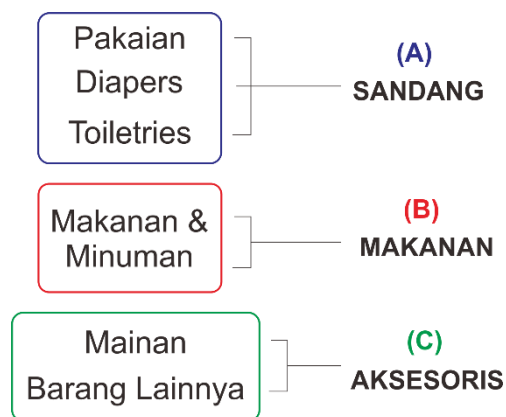 Pakaian
Diapers
Toiletries
(A)
SANDANG
Makanan &
Minuman
(B)
MAKANAN
Mainan
Barang Lainnya
(C)
AKSESORIS